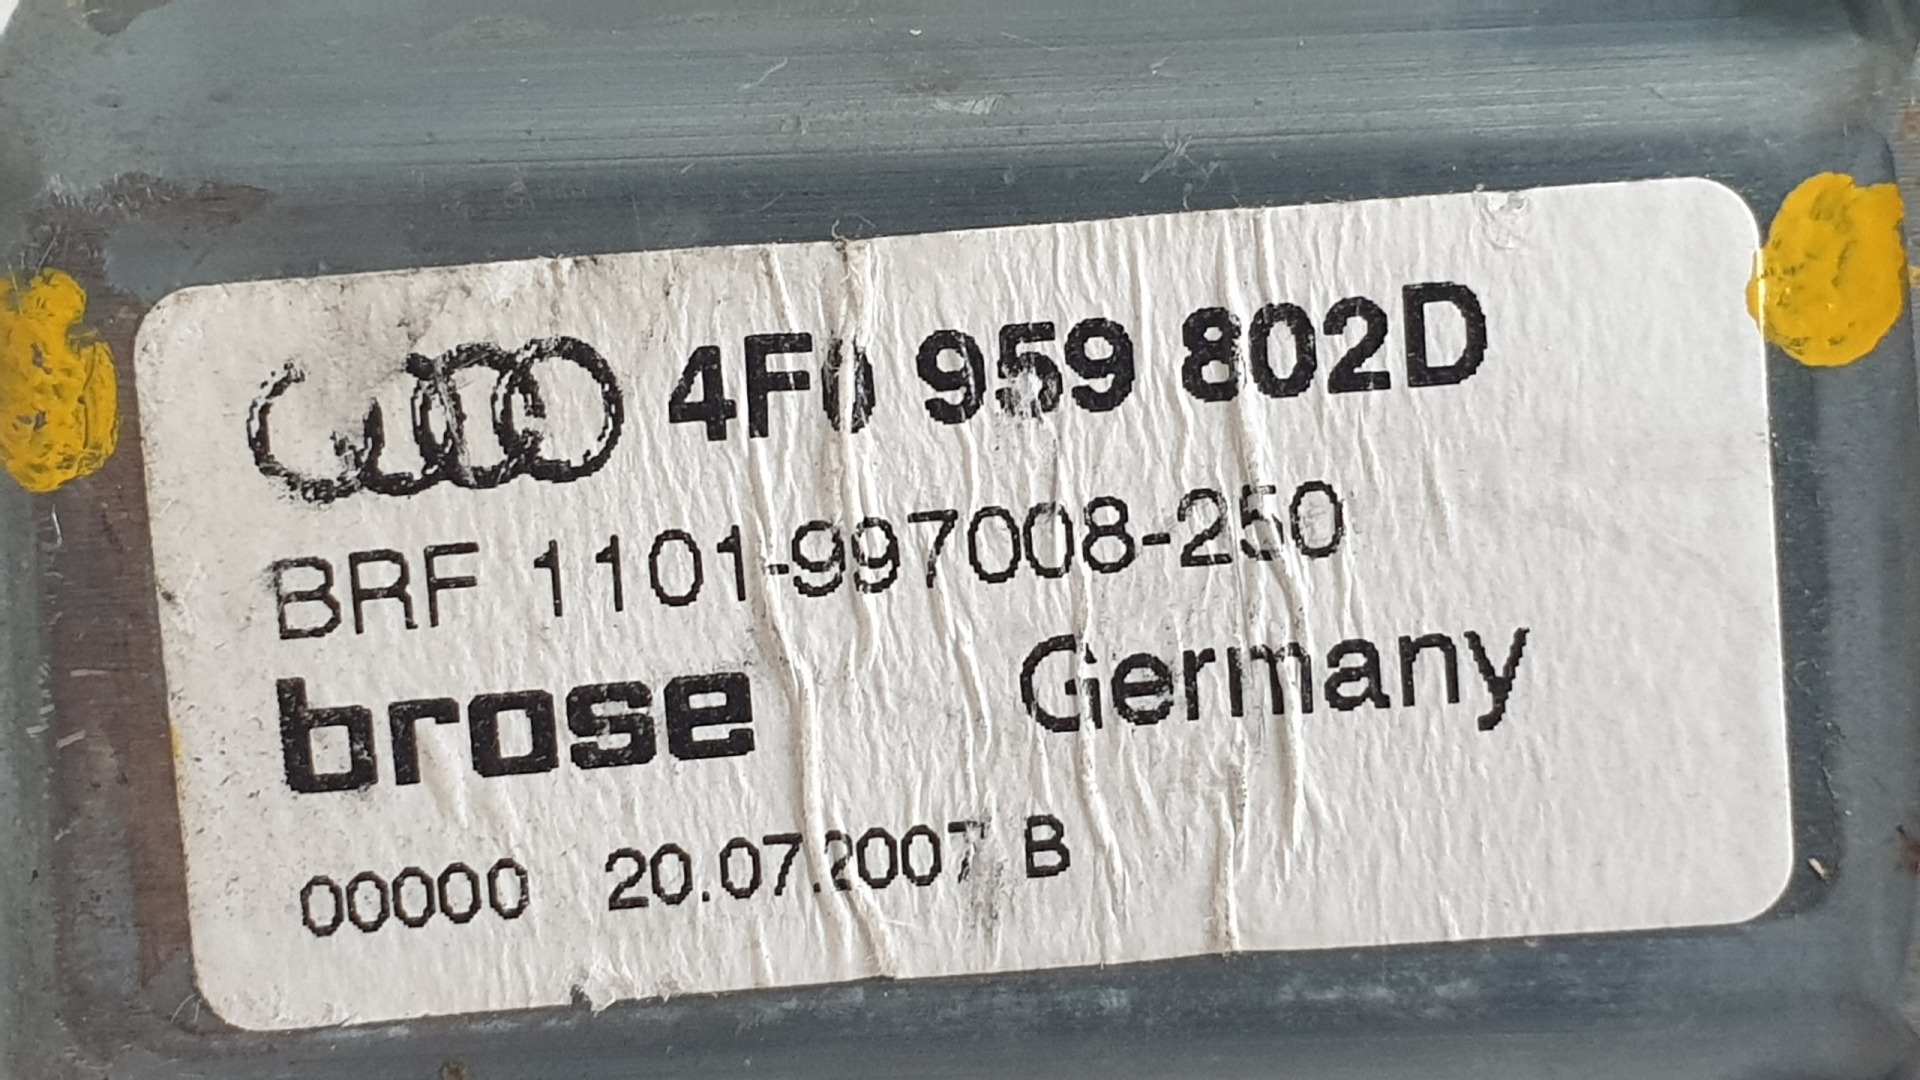 4F0 959 802D
BRF 1101-997008-250
brose Germany
00000 20.07.2007 B